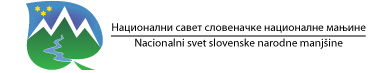 Национални савет словеначке националне мањине
Nacionalni svet slovenske narodne manjšine